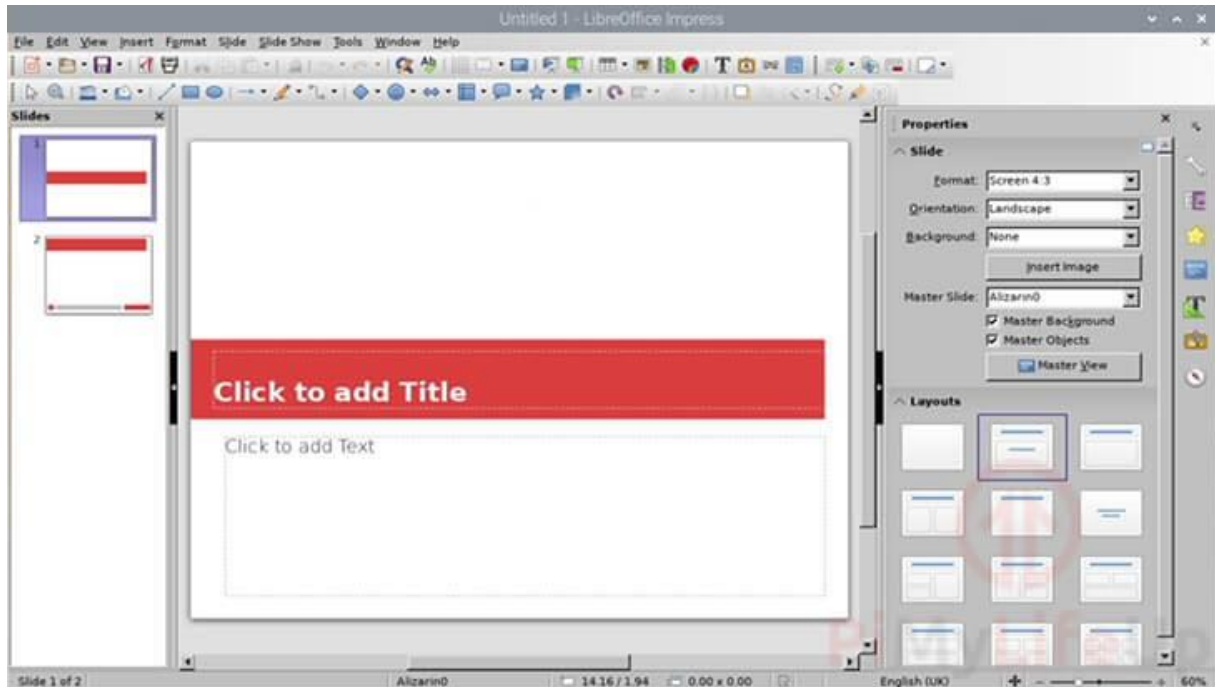 Untitled 1 - LibreOffice Impress
File Edit View Insert Format Slide Slide Show Tools Window Help
Slides
Properties
1
2
Slide
Format: Screen 4:3
Orientation: Landscape
Background: None
Insert Image
Master Slide: Alizarin0
Master Background
Master Objects
Master View
Click to add Title
Click to add Text
Layouts
PiMyLifeUp
Slide 1 of 2 Alizarin0 14.16 / 1.94 0.00 x 0.00 English (UK) 60%